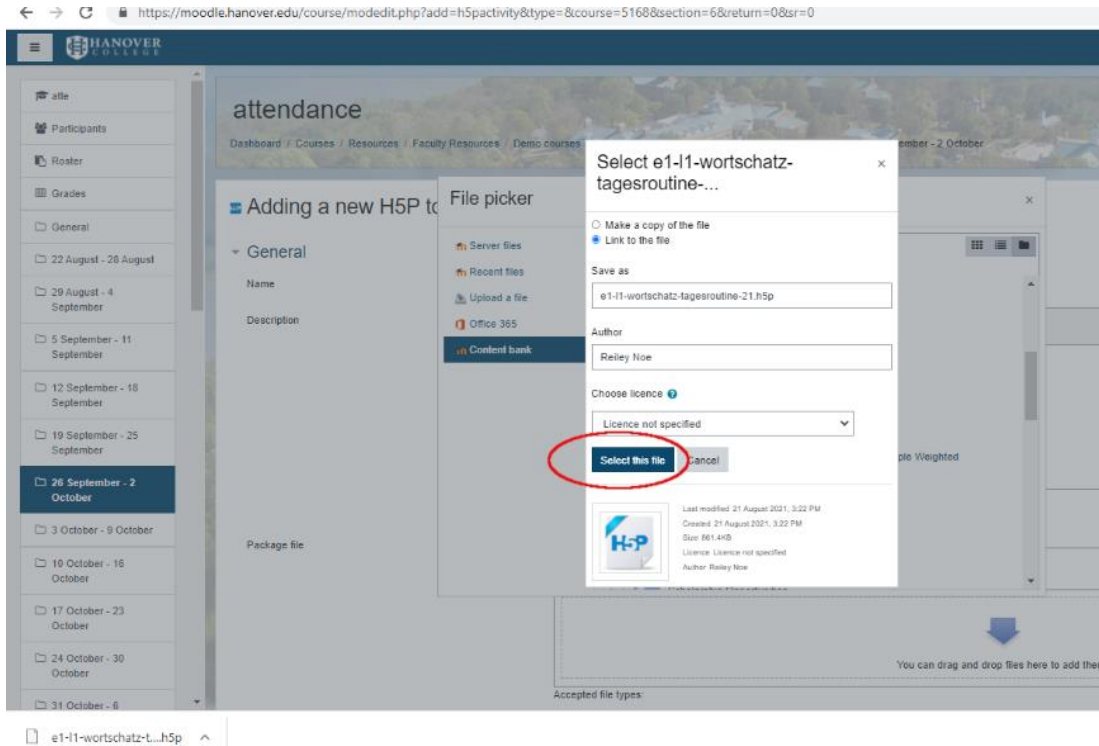 https://moodle.hanover.edu/course/modedit.php?add=h5pactivity&type=&course=5168&section=6&return=0&sr=0
HANOVER
COLLEGE
atte
Participants
Roster
Grades
General
22 August - 28 August
29 August - 4
September
5 September - 11
September
12 September - 18
September
19 September - 25
September
26 September - 2
October
3 October - 9 October
10 October - 16
October
17 October - 23
October
24 October - 30
October
31 October - 6
attendance
Dashboard / Courses / Resources / Faculty Resources / Demo courses
ember - 2 October
Adding a new H5P to
General
Name
Description
Package file
File picker
×
Server files
Recent files
Upload a file
Office 365
Content bank
Select e1-l1-wortschatz-
tagesroutine-...
×
Make a copy of the file
Link to the file
Save as
e1-l1-wortschatz-tagesroutine-21.h5p
Author
Reiley Noe
Choose licence
Licence not specified
Select this file
Cancel
ple Weighted
H5P
Last modified 21 August 2021, 3:22 PM
Created 21 August 2021, 3:22 PM
Size 861.4KB
Licence Licence not specified
Author Reiley Noe
You can drag and drop files here to add the
Accepted file types:
e1-l1-wortschatz-t....h5p